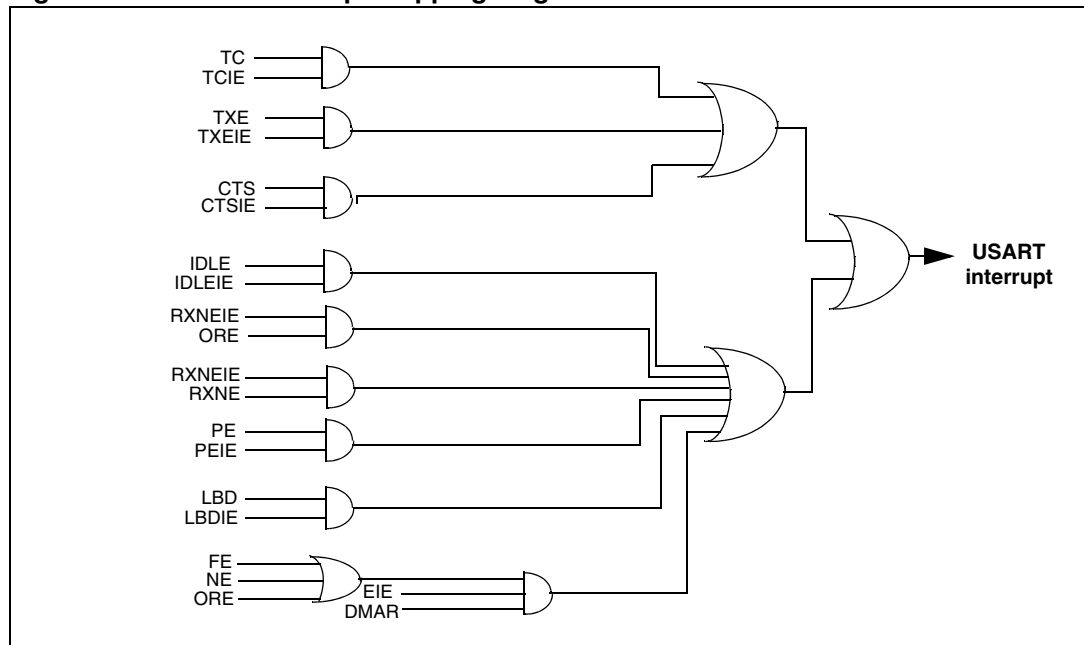 TC
TCIE
TXE
TXEIE
CTS
CTSIE
IDLE
IDLEIE
RXNEIE
ORE
RXNEIE
RXNE
PE
PEIE
LBD
LBDIE
FE
NE
ORE
EIE
DMAR
USART
interrupt